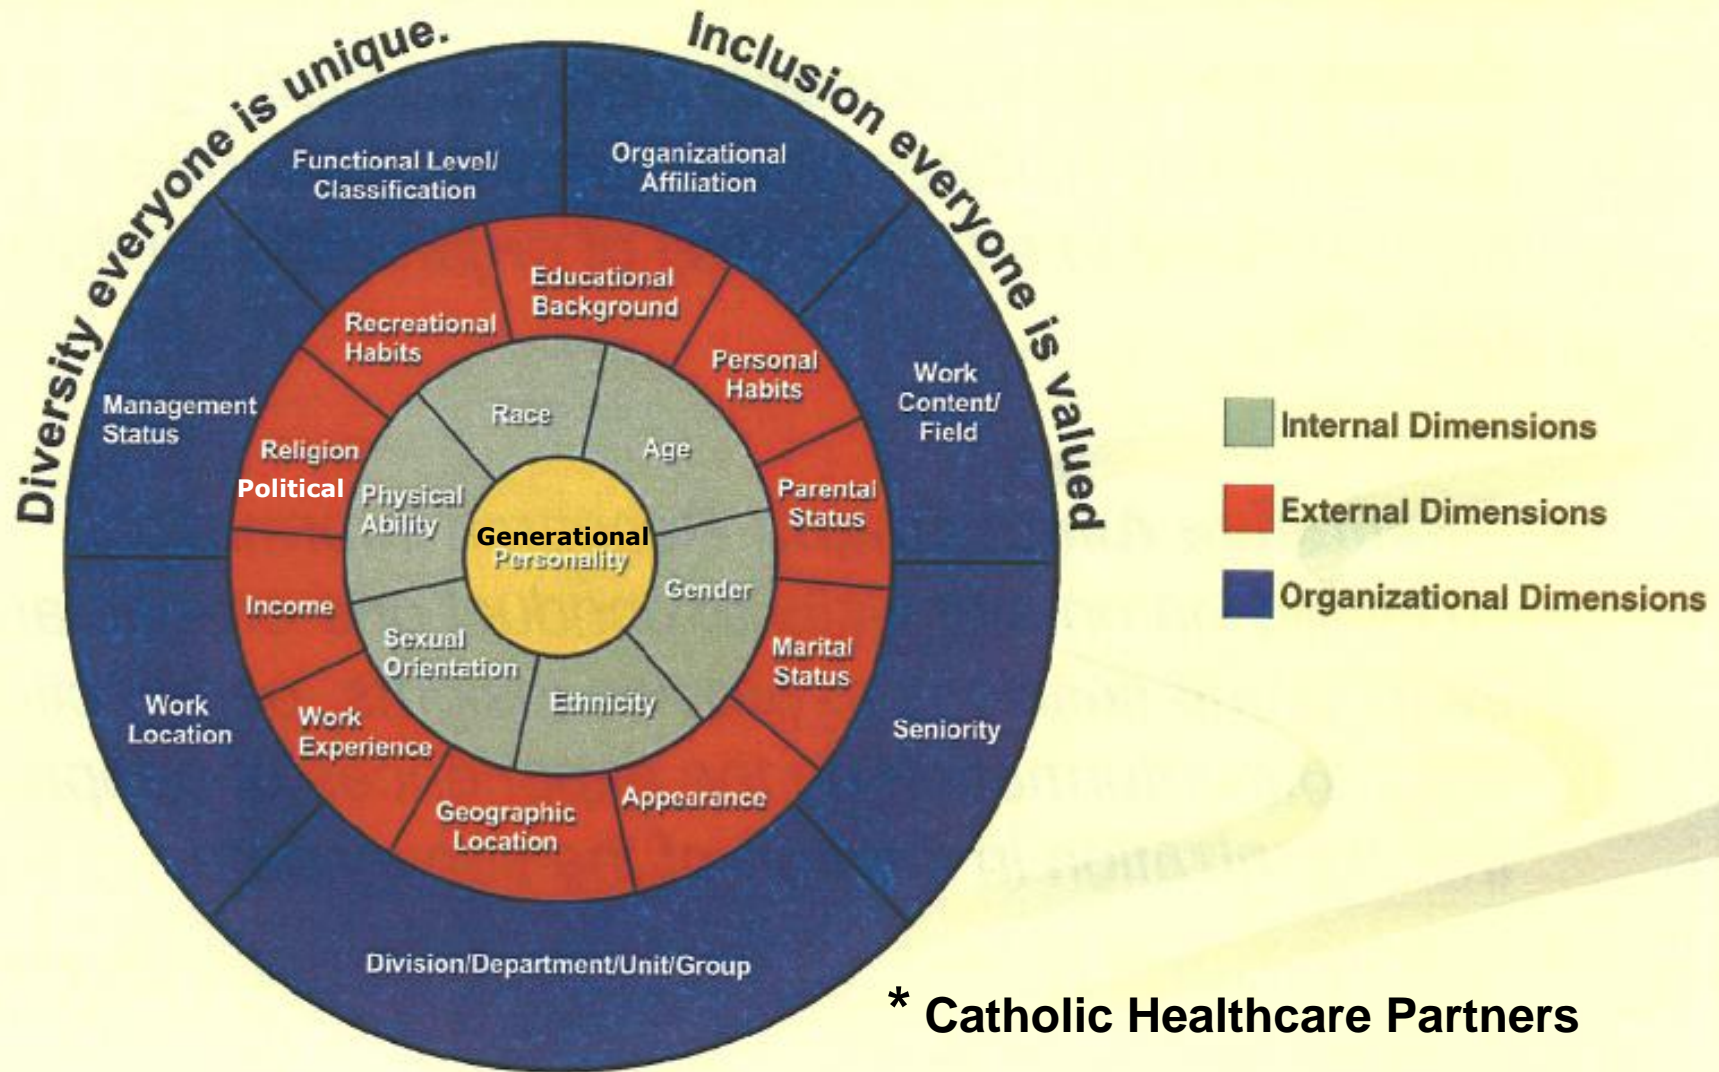 Diversity everyone is unique.
Inclusion everyone is valued
Functional Level/
Classification
Organizational
Affiliation
Management
Status
Work
Content/
Field
Work
Location
Seniority
Division/Department/Unit/Group
Recreational
Habits
Educational
Background
Personal
Habits
Religion
Political
Parental
Status
Income
Marital
Status
Work
Experience
Geographic
Location
Appearance
Race
Age
Physical
Ability
Gender
Sexual
Orientation
Ethnicity
Generational
Personality
Internal Dimensions
External Dimensions
Organizational Dimensions
* Catholic Healthcare Partners